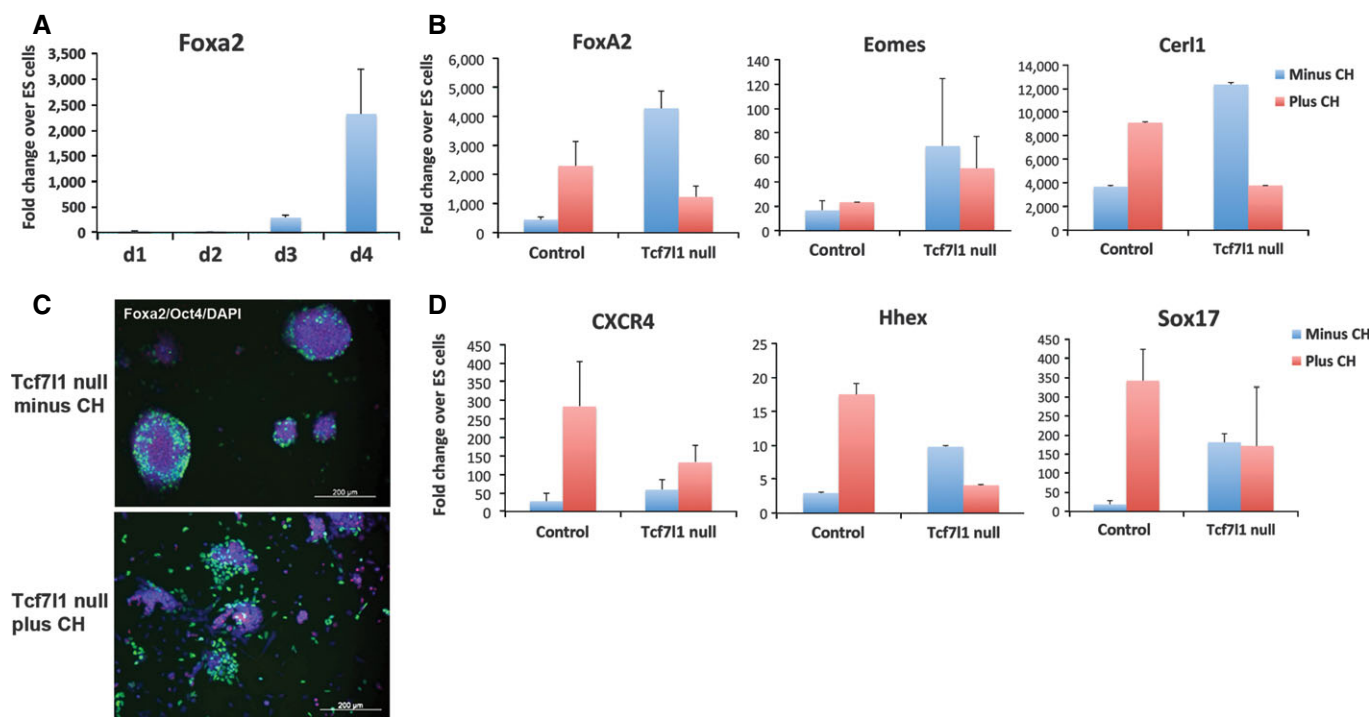 A
Foxa2
Fold change over ES cells
3,500
3,000
2,500
2,000
1,500
1,000
500
0
d1 d2 d3 d4
B
FoxA2
Fold change over ES cells
6,000
5,000
4,000
3,000
2,000
1,000
0
Control Tcf7l1 null
Eomes
140
120
100
80
60
40
20
0
Control Tcf7l1 null
Cerl1
14,000
12,000
10,000
8,000
6,000
4,000
2,000
0
Control Tcf7l1 null
Minus CH
Plus CH
C
Foxa2/Oct4/DAPI
Tcf7l1 null
minus CH
200 µm
Tcf7l1 null
plus CH
200 µm
D
CXCR4
Fold change over ES cells
450
400
350
300
250
200
150
100
50
0
Control Tcf7l1 null
Hhex
25
20
15
10
5
0
Control Tcf7l1 null
Sox17
450
400
350
300
250
200
150
100
50
0
Control Tcf7l1 null
Minus CH
Plus CH